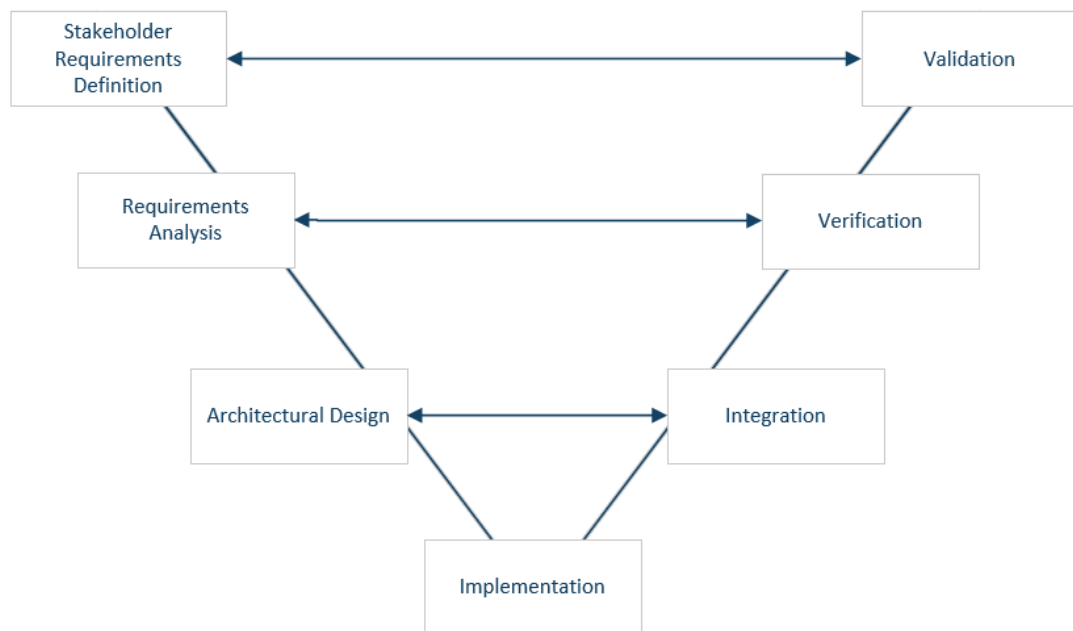 Stakeholder
Requirements
Definition
Validation
Requirements
Analysis
Verification
Architectural Design
Integration
Implementation